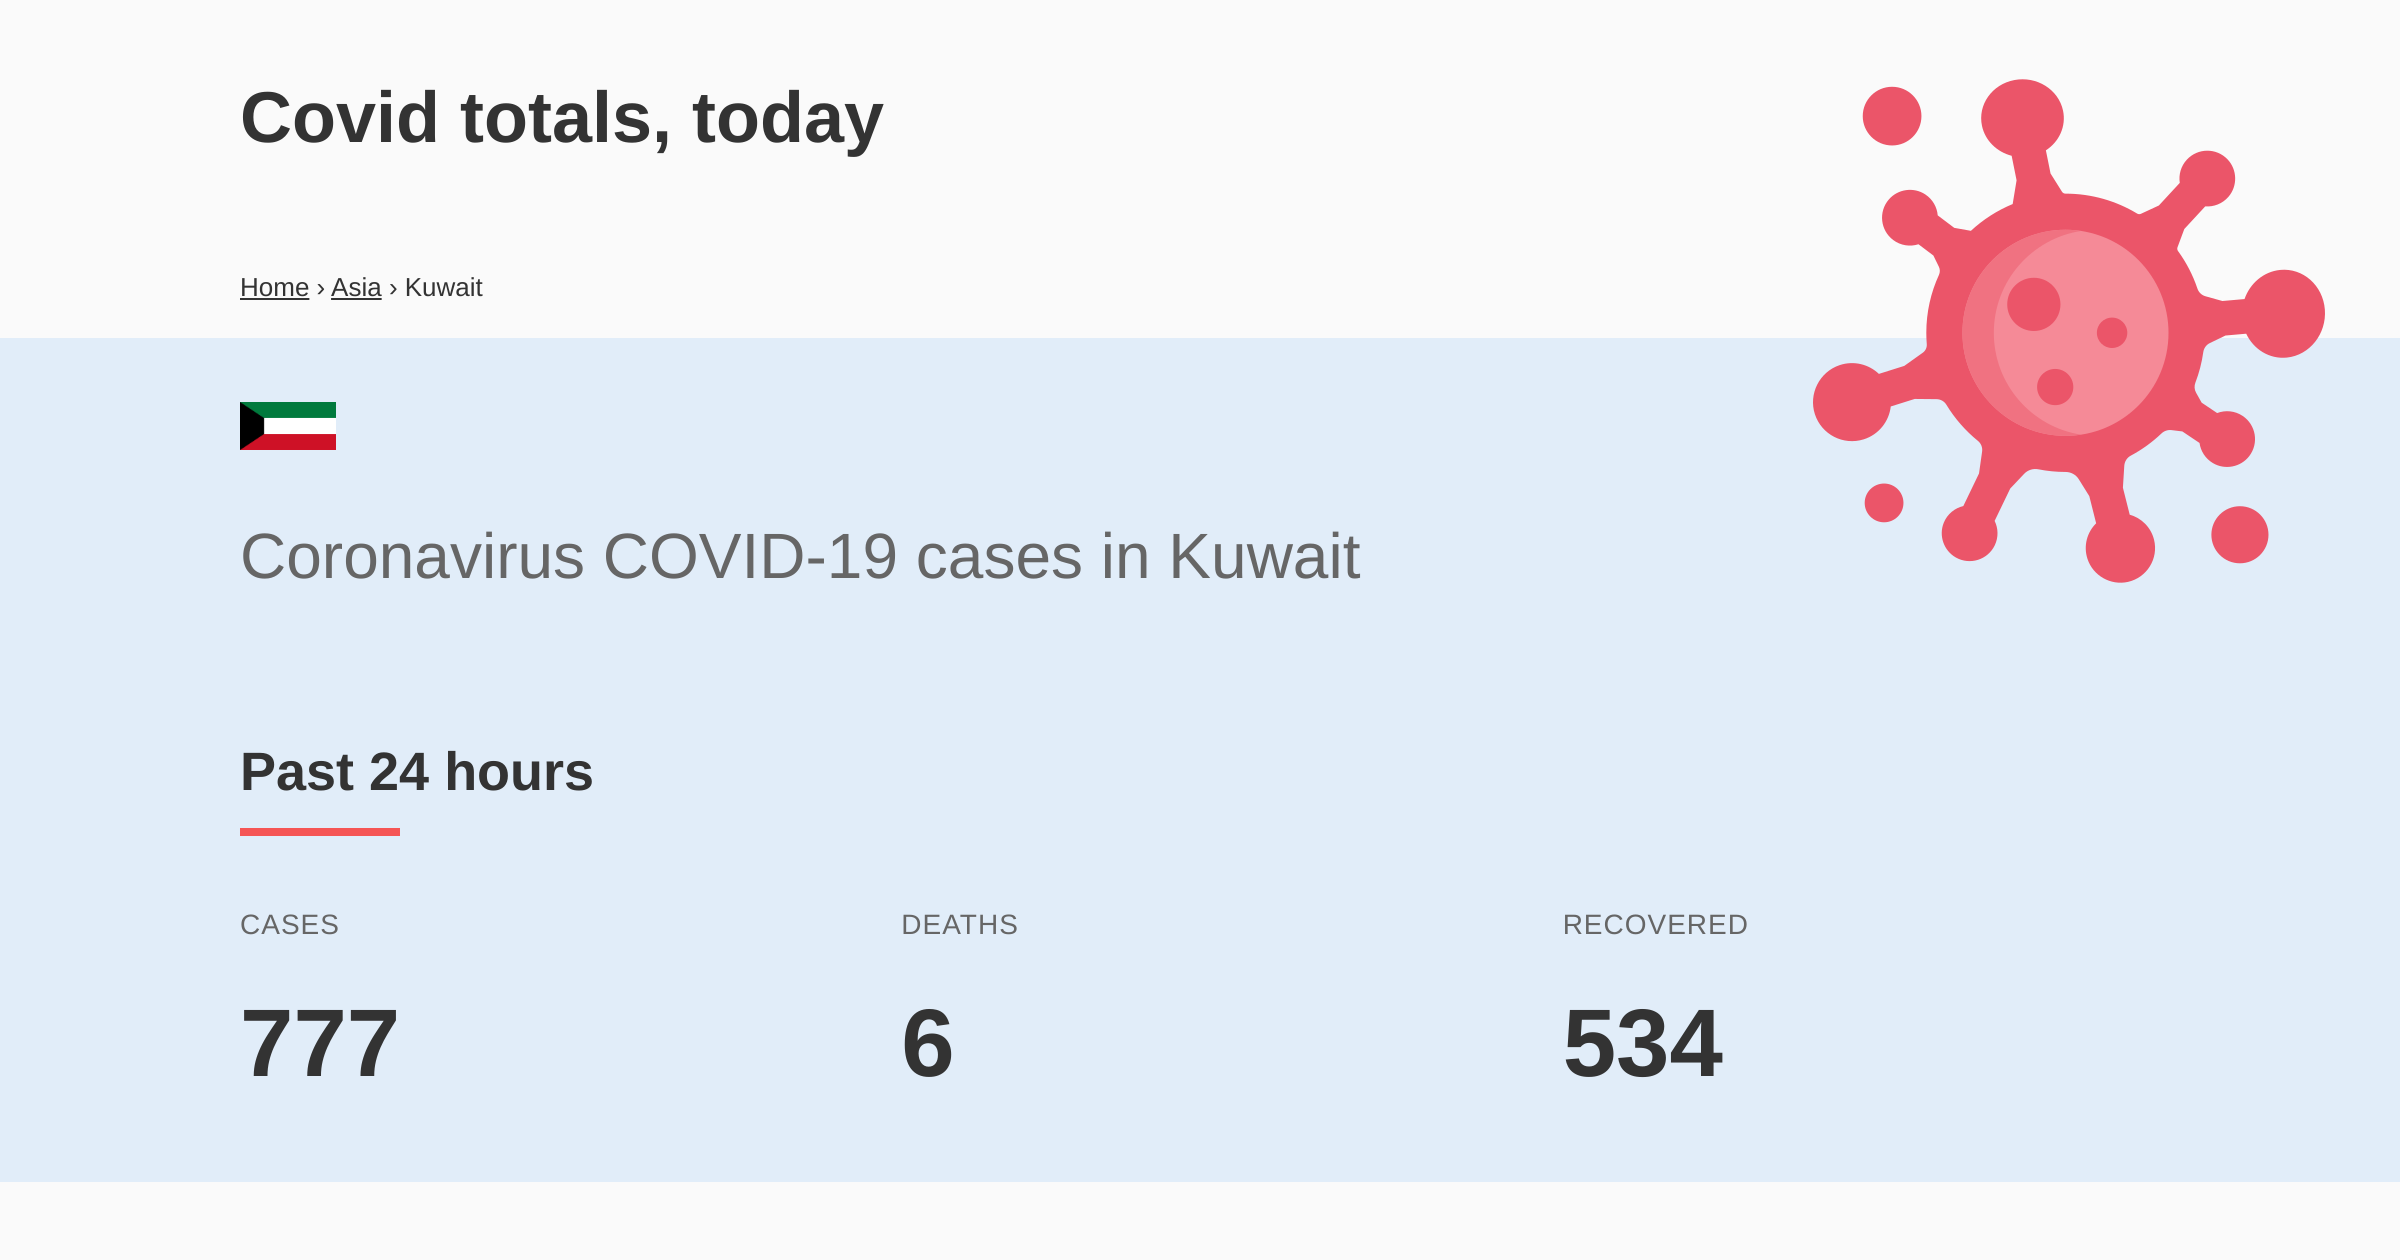 Covid totals, today
Home › Asia › Kuwait
Coronavirus COVID-19 cases in Kuwait
Past 24 hours
CASES
DEATHS
RECOVERED
777
6
534